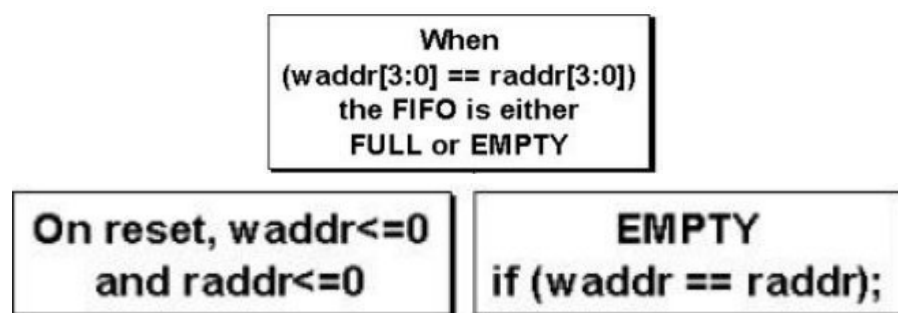 When
(waddr[3:0] == raddr[3:0])
the FIFO is either
FULL or EMPTY
On reset, waddr<=0
and raddr<=0
EMPTY
if (waddr == raddr);